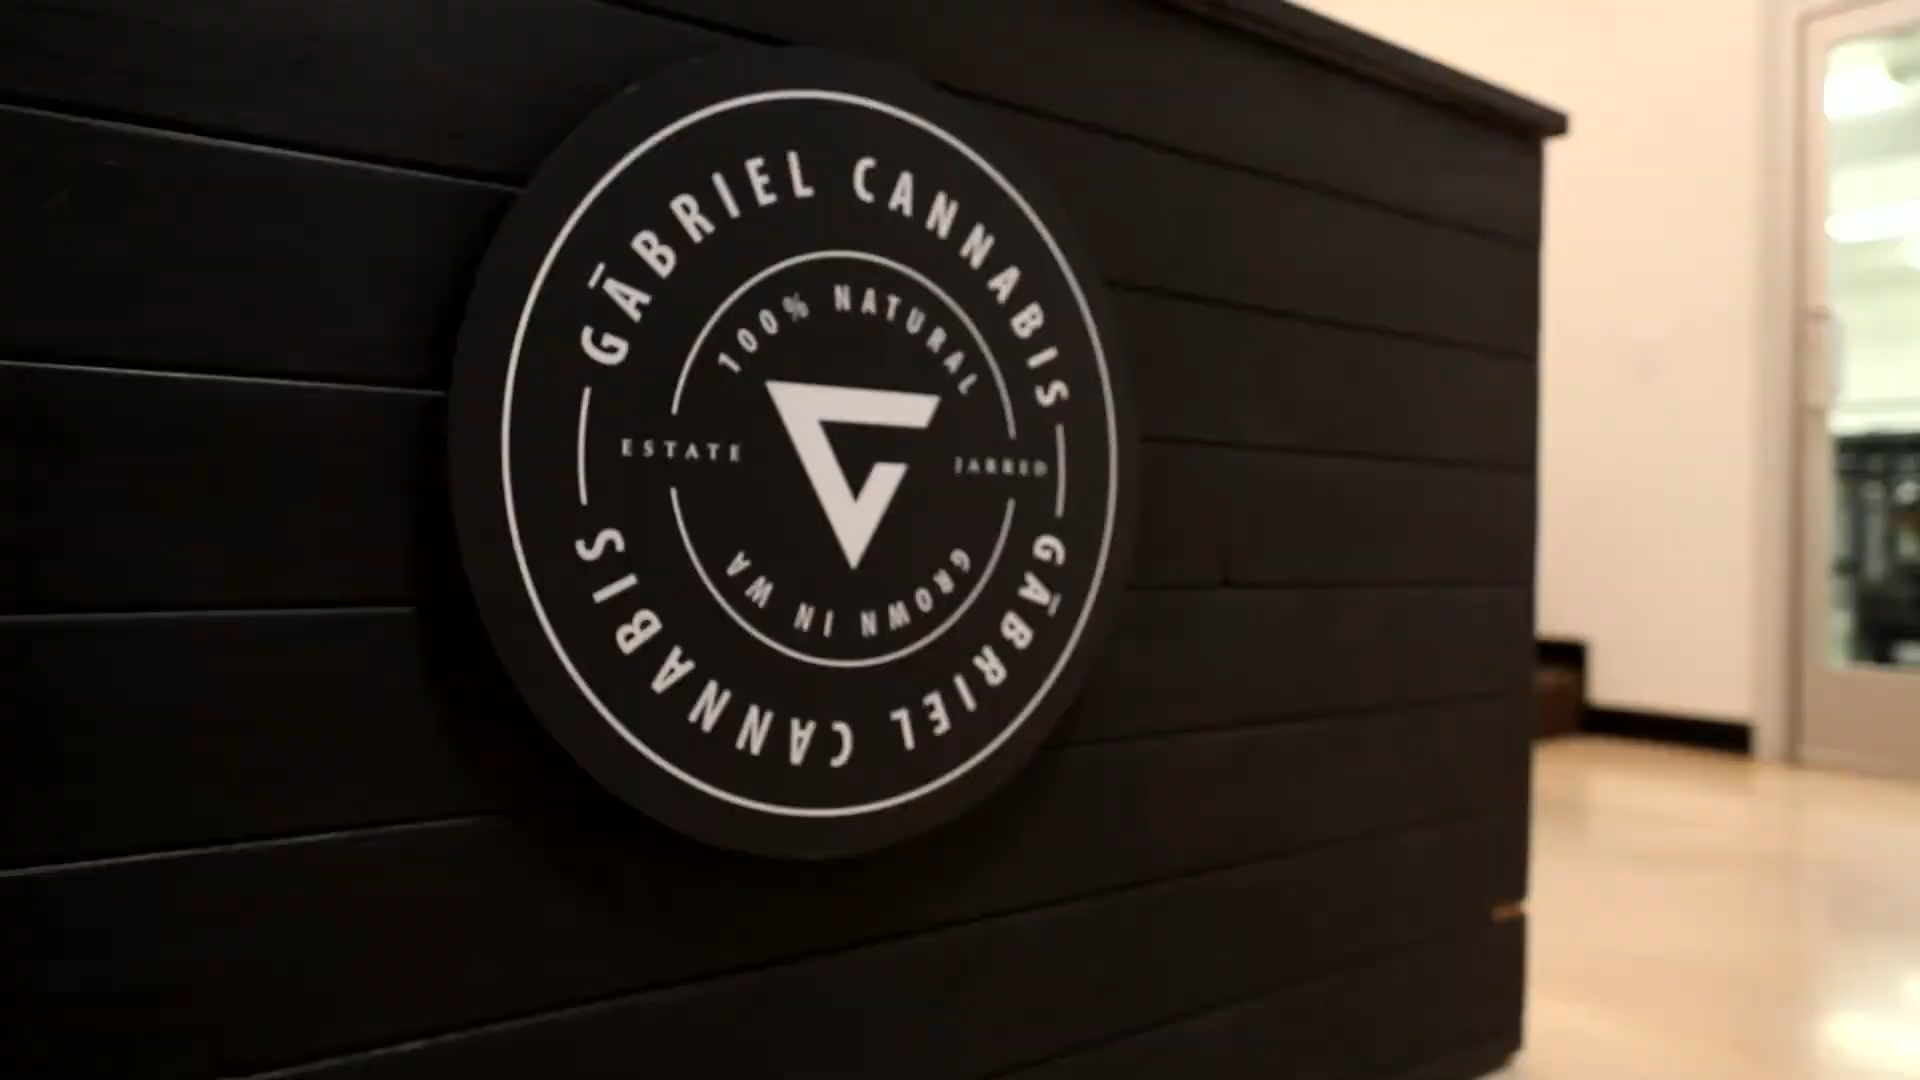 GĀBRIEL CANNABIS
100% NATURAL
ESTATE
JARRED
GROWN IN WA
GĀBRIEL CANNABIS